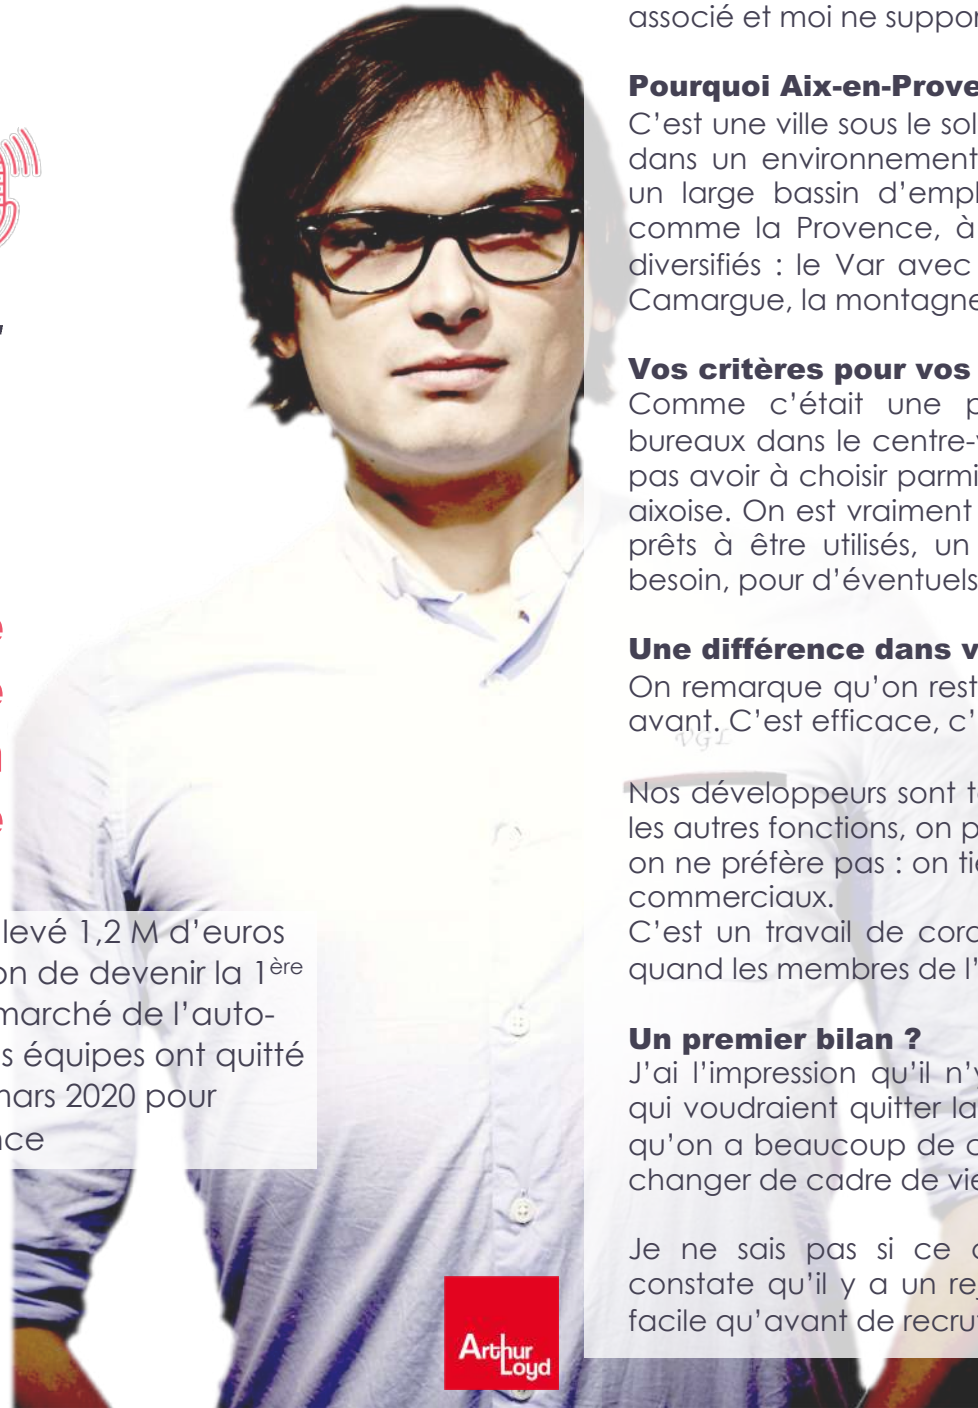 ,
e
e
levé 1,2 M d’euros
on de devenir la 1ère
marché de l’auto-
s équipes ont quitté
mars 2020 pour
nce
associé et moi ne suppor
Pourquoi Aix-en-Prove
C’est une ville sous le sol
dans un environnement
un large bassin d’empl
comme la Provence, à
diversifiés : le Var avec
Camargue, la montagne
Vos critères pour vos
Comme c’était une p
bureaux dans le centre-v
pas avoir à choisir parmi
aixoise. On est vraiment
prêts à être utilisés, un
besoin, pour d’éventuels
Une différence dans v
On remarque qu’on rest
avant. C’est efficace, c’
VGL
Nos développeurs sont t
les autres fonctions, on p
on ne préfère pas : on tie
commerciaux.
C’est un travail de cord
quand les membres de l’
Un premier bilan ?
J’ai l’impression qu’il n’
qui voudraient quitter la
qu’on a beaucoup de c
changer de cadre de vie
Je ne sais pas si ce
constate qu’il y a un re
facile qu’avant de recru
Arthur
Loyd